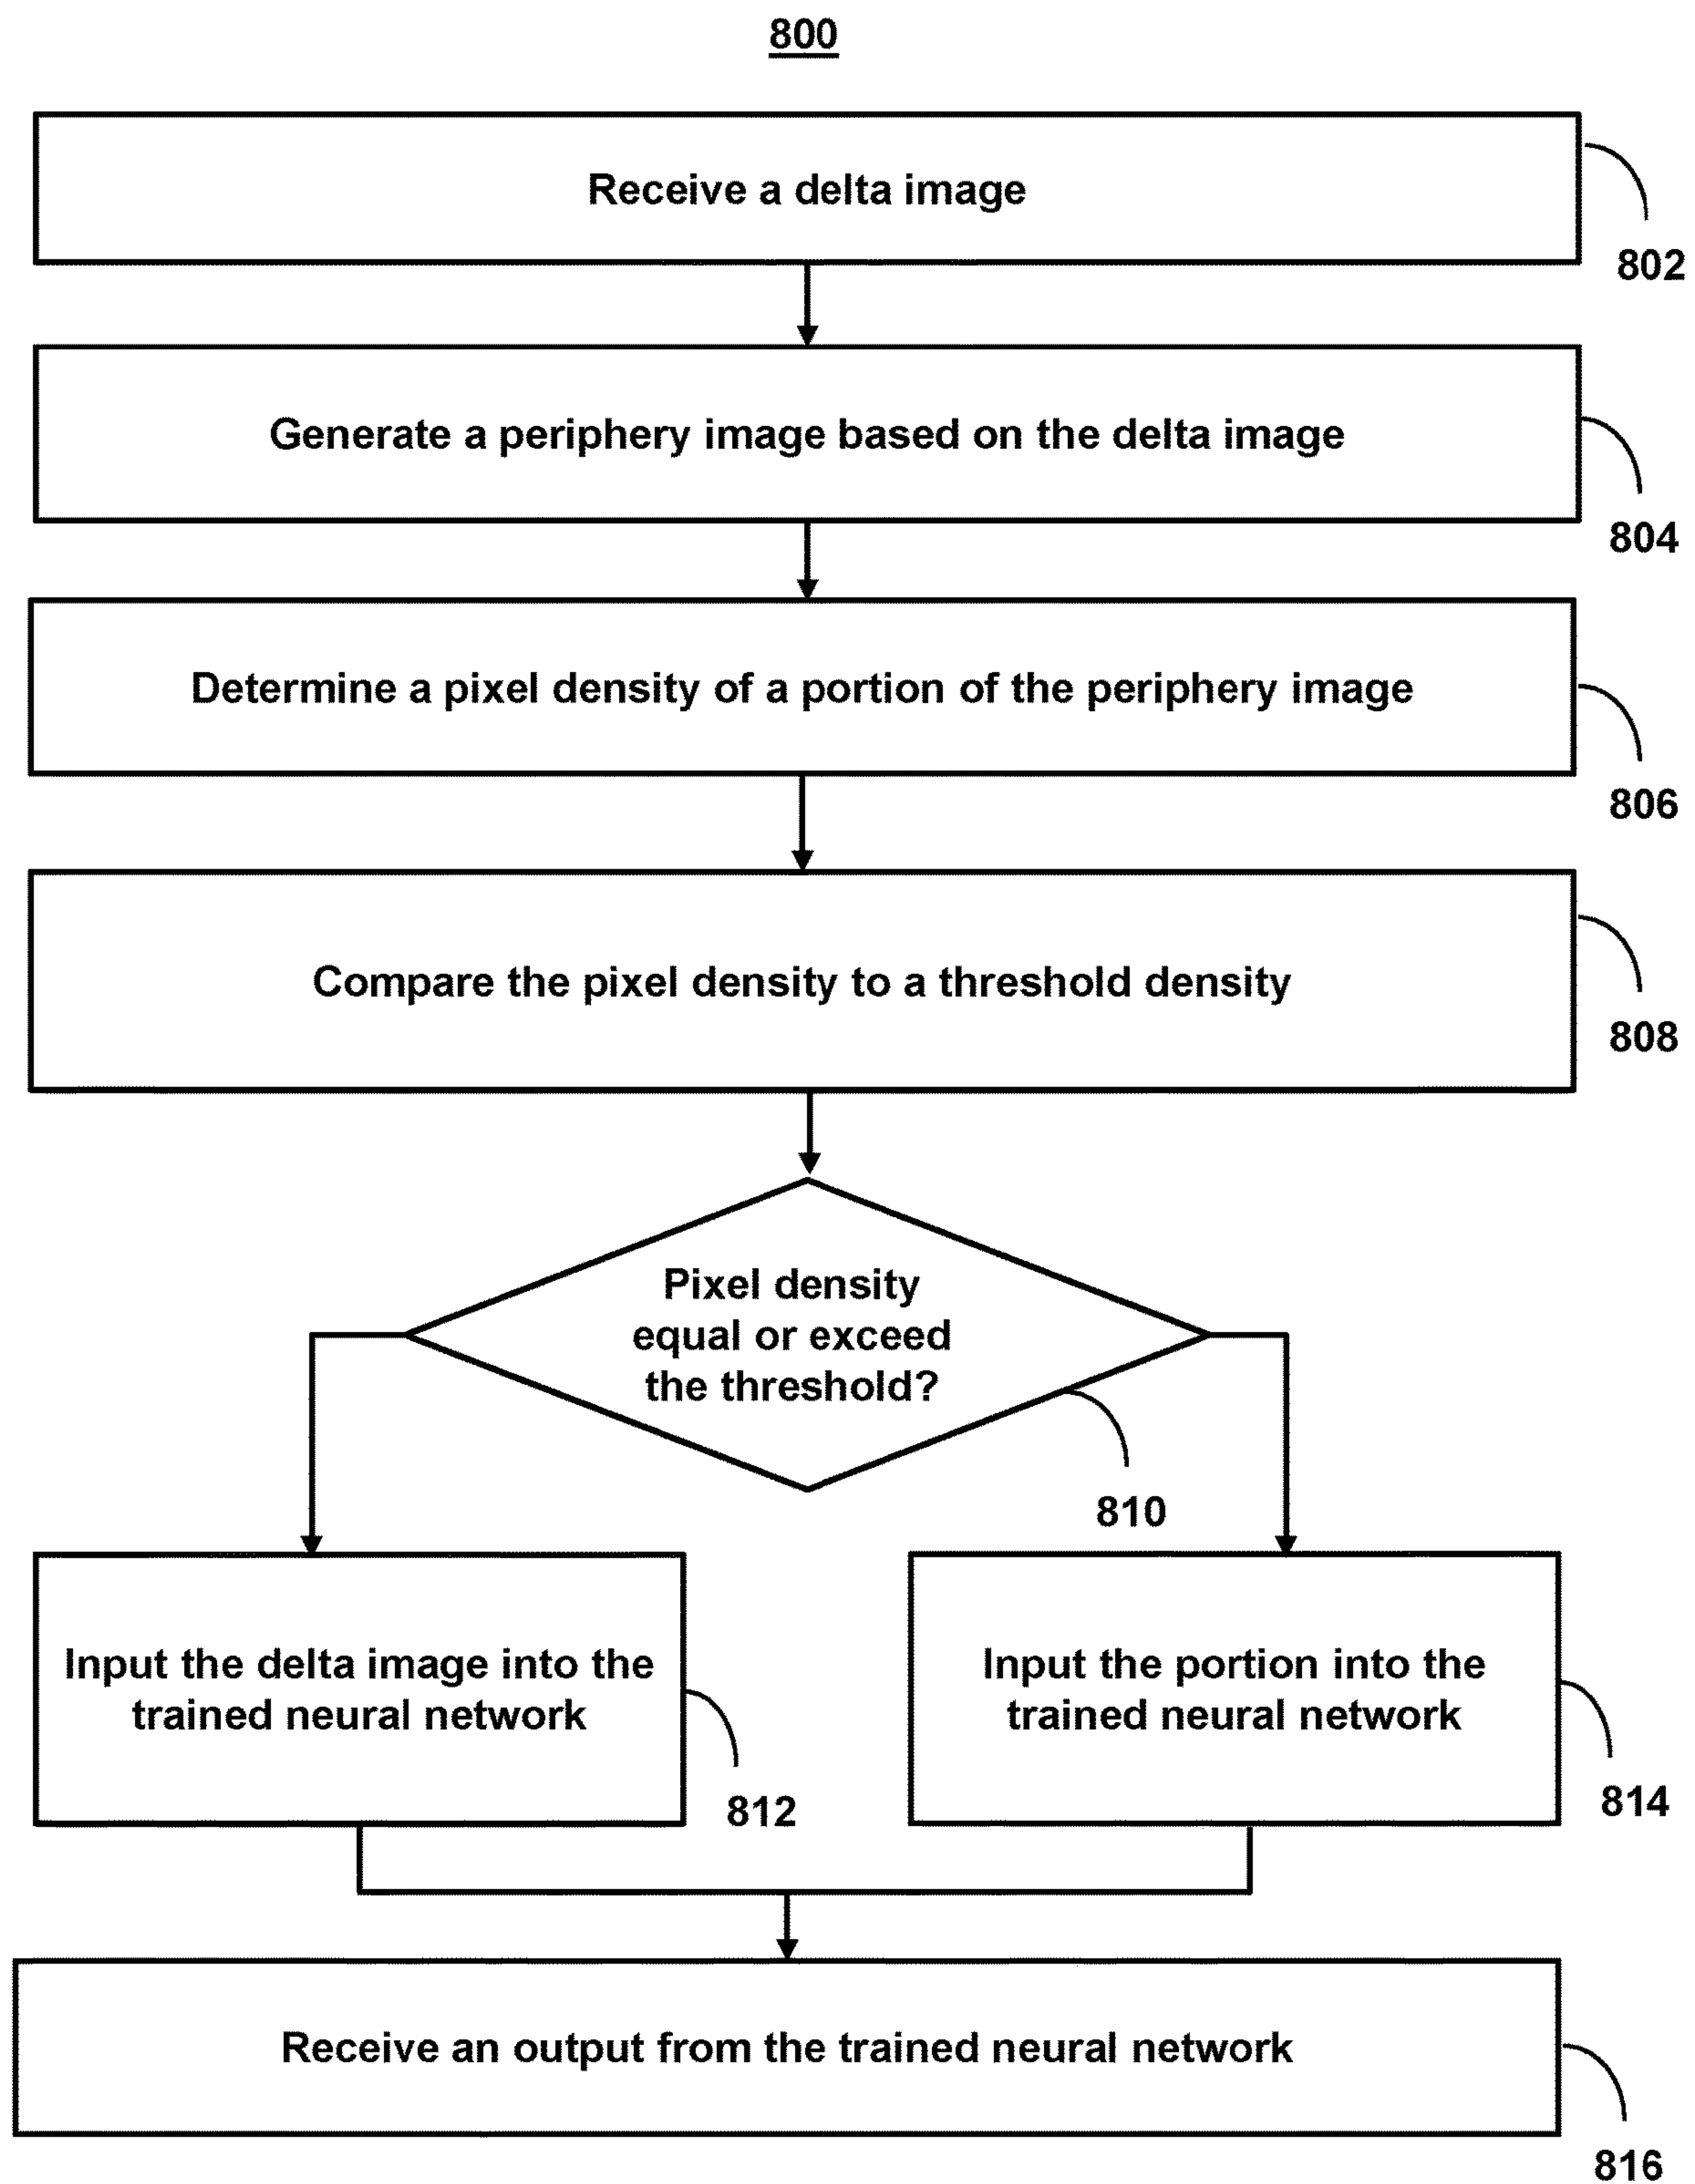 800
Receive a delta image
802
Generate a periphery image based on the delta image
804
Determine a pixel density of a portion of the periphery image
806
Compare the pixel density to a threshold density
808
Pixel density
equal or exceed
the threshold?
810
Input the delta image into the
trained neural network
812
Input the portion into the
trained neural network
814
Receive an output from the trained neural network
816